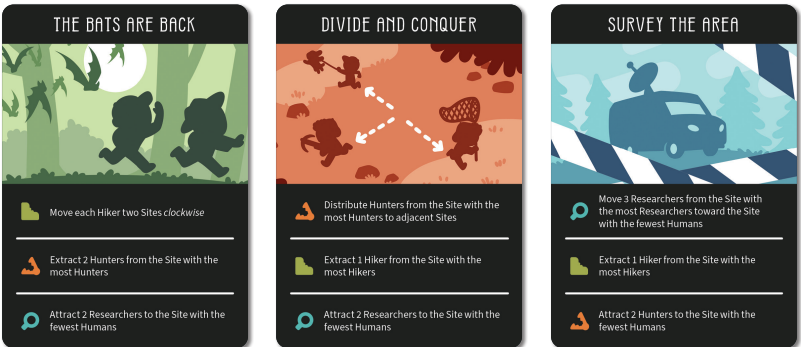 THE BATS ARE BACK
Move each Hiker two Sites clockwise
Extract 2 Hunters from the Site with the
most Hunters
Attract 2 Researchers to the Site with the
fewest Humans
DIVIDE AND CONQUER
Distribute Hunters from the Site with the
most Hunters to adjacent Sites
Extract 1 Hiker from the Site with the
most Hikers
Attract 2 Researchers to the Site with the
fewest Humans
SURVEY THE AREA
Move 3 Researchers from the Site with
the most Researchers toward the Site
with the fewest Humans
Extract 1 Hiker from the Site with the
most Hikers
Attract 2 Hunters to the Site with the
fewest Humans